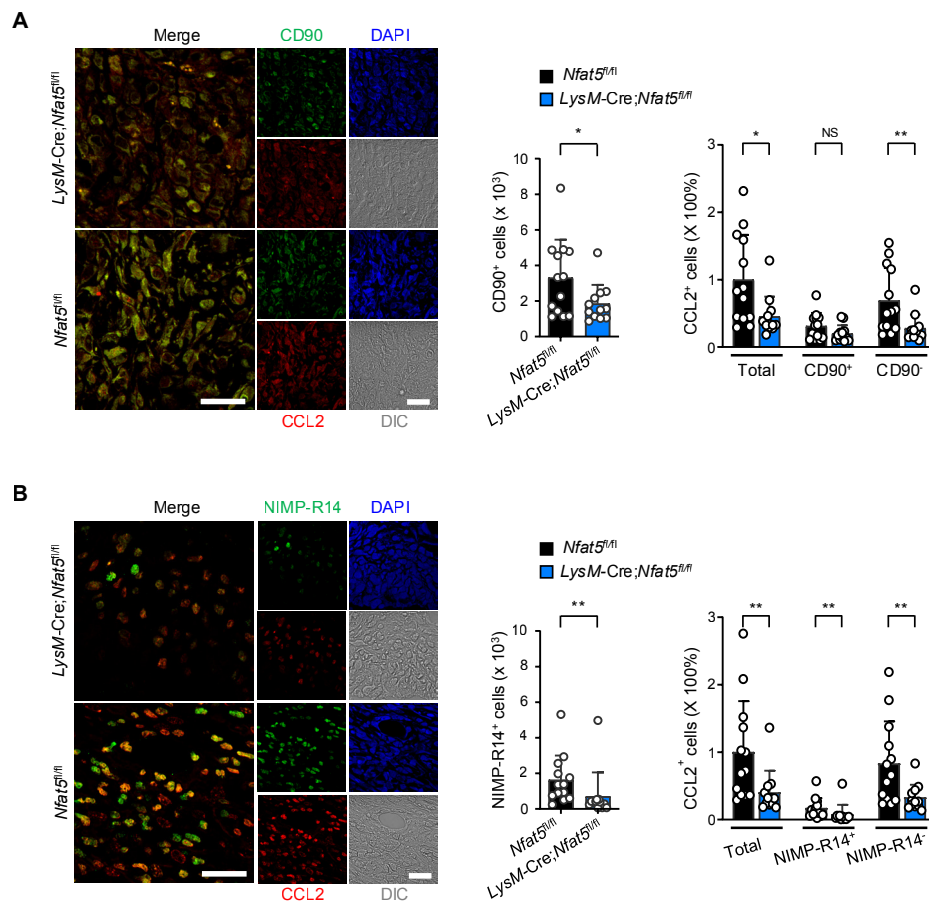 A
Merge
CD90
DAPI
LysM-Cre;Nfat5fl/fl
Nfat5fl/fl
CCL2
DIC
Nfat5fl/fl
LysM-Cre;Nfat5fl/fl
CD90+ cells (x 10³)
10
8
6
4
2
0
*
Nfat5fl/fl
LysM-Cre;Nfat5fl/fl
CCL2+ cells (X 100%)
3
2
1
0
*
NS
**
Total
CD90+
CD90-
B
Merge
NIMP-R14
DAPI
LysM-Cre;Nfat5fl/fl
Nfat5fl/fl
CCL2
DIC
Nfat5fl/fl
LysM-Cre;Nfat5fl/fl
NIMP-R14+ cells (x 10³)
10
8
6
4
2
0
**
Nfat5fl/fl
LysM-Cre;Nfat5fl/fl
CCL2+ cells (X 100%)
3
2
1
0
**
**
**
Total
NIMP-R14+
NIMP-R14-